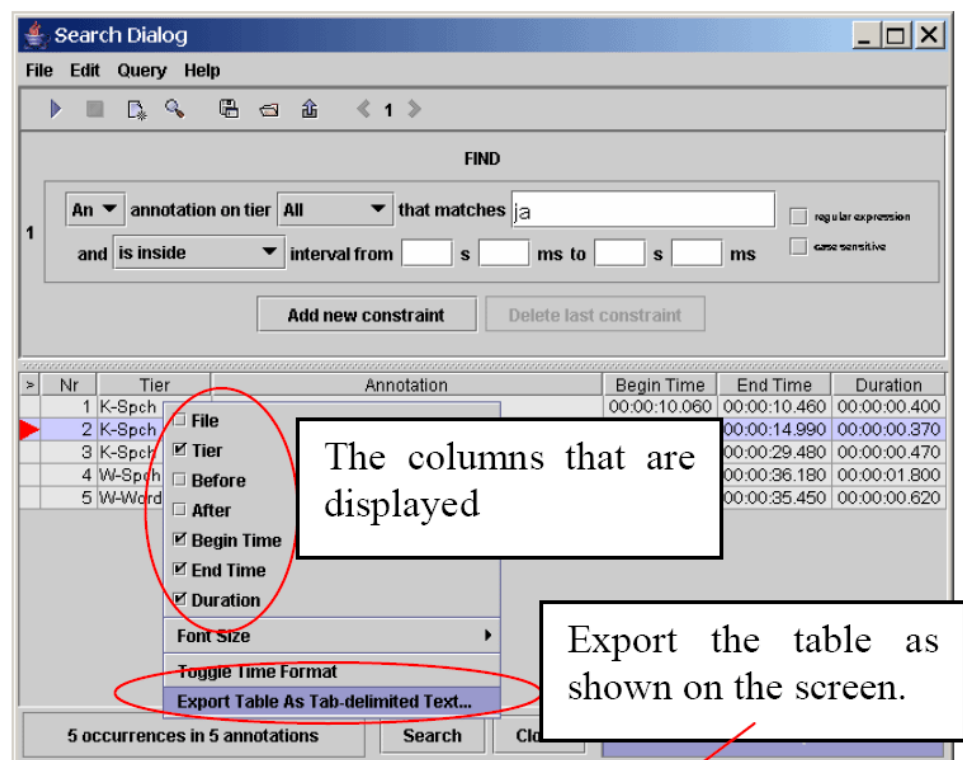 Search Dialog
File Edit Query Help
1
FIND
An annotation on tier All that matches ja regular expression
1
and is inside interval from s ms to s ms case sensitive
Add new constraint Delete last constraint
> Nr Tier Annotation Begin Time End Time Duration
1 K-Spch 00:00:10.060 00:00:10.460 00:00:00.400
2 K-Spch 00:00:14.990 00:00:00.370
3 K-Spch 00:00:29.480 00:00:00.470
4 W-Spch 00:00:36.180 00:00:01.800
5 W-Word 00:00:35.450 00:00:00.620
File
Tier
Before
After
Begin Time
End Time
Duration
Font Size
Toggle Time Format
Export Table As Tab-delimited Text...
The columns that are
displayed
Export the table as
shown on the screen.
5 occurrences in 5 annotations Search